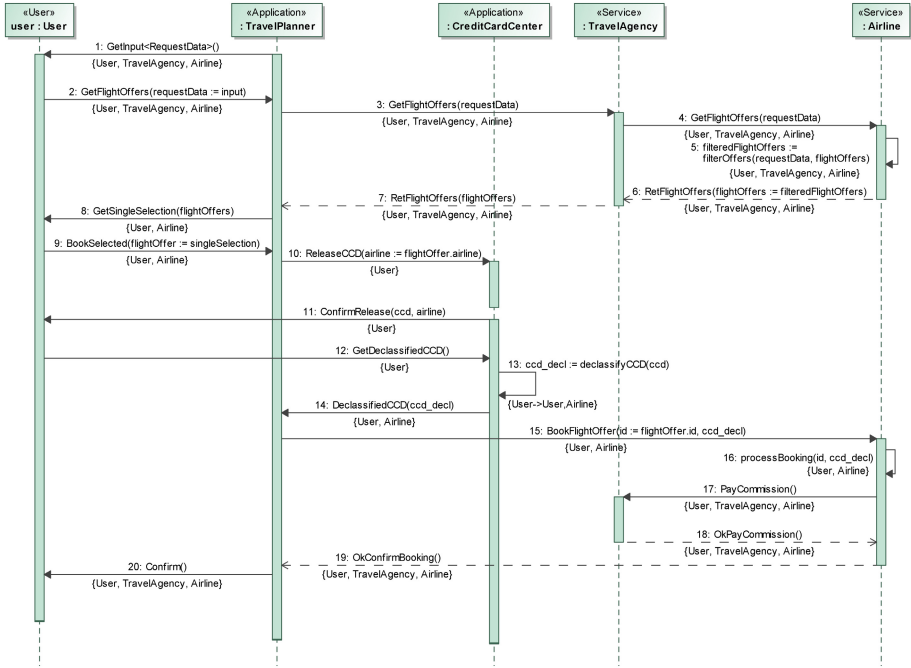 «User»
user : User
«Application»
: TravelPlanner
«Application»
: CreditCardCenter
«Service»
: TravelAgency
«Service»
: Airline
1: GetInput<RequestData>()
{User, TravelAgency, Airline}
2: GetFlightOffers(requestData := input)
{User, TravelAgency, Airline}
3: GetFlightOffers(requestData)
{User, TravelAgency, Airline}
4: GetFlightOffers(requestData)
{User, TravelAgency, Airline}
5: filteredFlightOffers :=
filterOffers(requestData, flightOffers)
{User, TravelAgency, Airline}
6: RetFlightOffers(flightOffers := filteredFlightOffers)
{User, TravelAgency, Airline}
7: RetFlightOffers(flightOffers)
{User, TravelAgency, Airline}
8: GetSingleSelection(flightOffers)
{User, Airline}
9: BookSelected(flightOffer := singleSelection)
{User, Airline}
10: ReleaseCCD(airline := flightOffer.airline)
{User}
11: ConfirmRelease(ccd, airline)
{User}
12: GetDeclassifiedCCD()
{User}
13: ccd_decl := declassifyCCD(ccd)
{User->User,Airline}
14: DeclassifiedCCD(ccd_decl)
{User, Airline}
15: BookFlightOffer(id := flightOffer.id, ccd_decl)
{User, Airline}
16: processBooking(id, ccd_decl)
{User, Airline}
17: PayCommission()
{User, TravelAgency, Airline}
18: OkPayCommission()
{User, TravelAgency, Airline}
19: OkConfirmBooking()
{User, TravelAgency, Airline}
20: Confirm()
{User, TravelAgency, Airline}